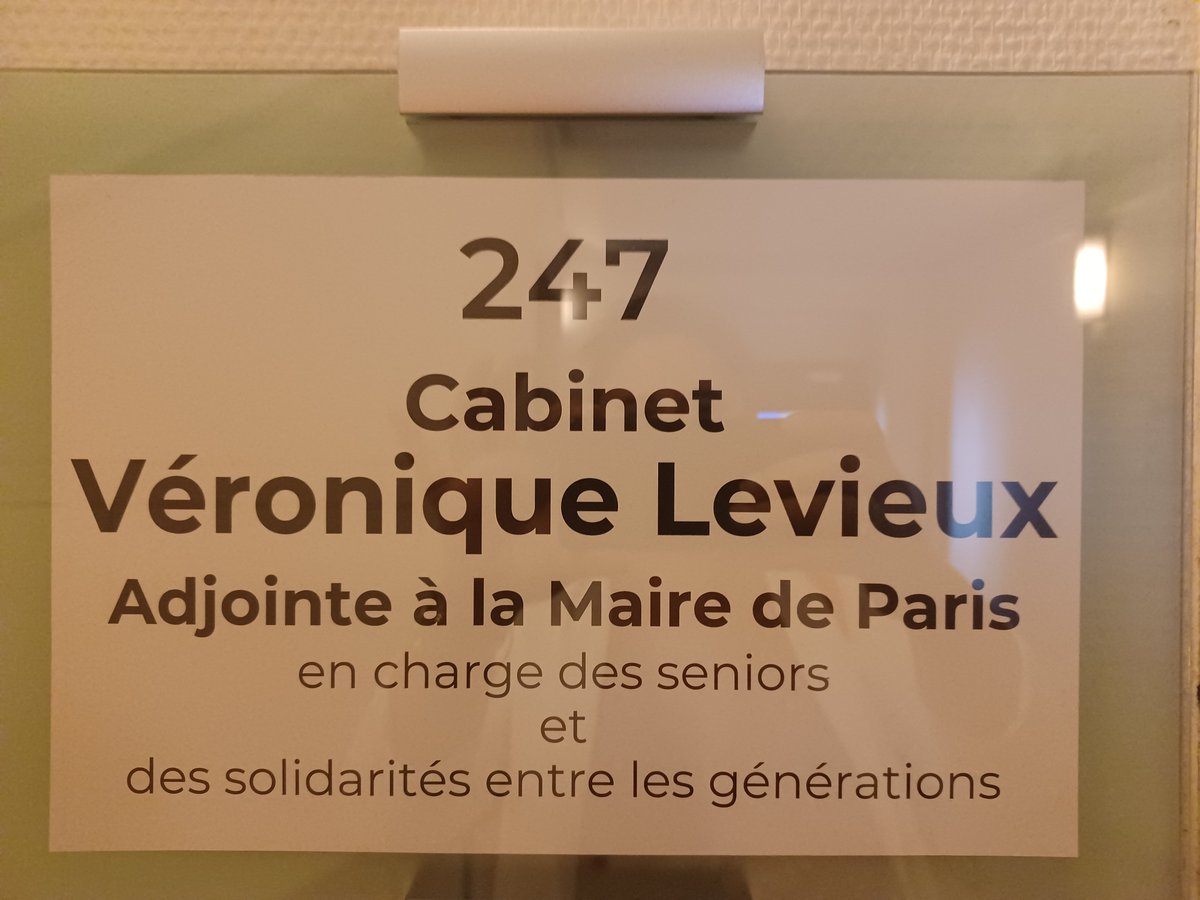 247
Cabinet
Véronique Levieux
Adjointe à la Maire de Paris
en charge des seniors
et
des solidarités entre les générations